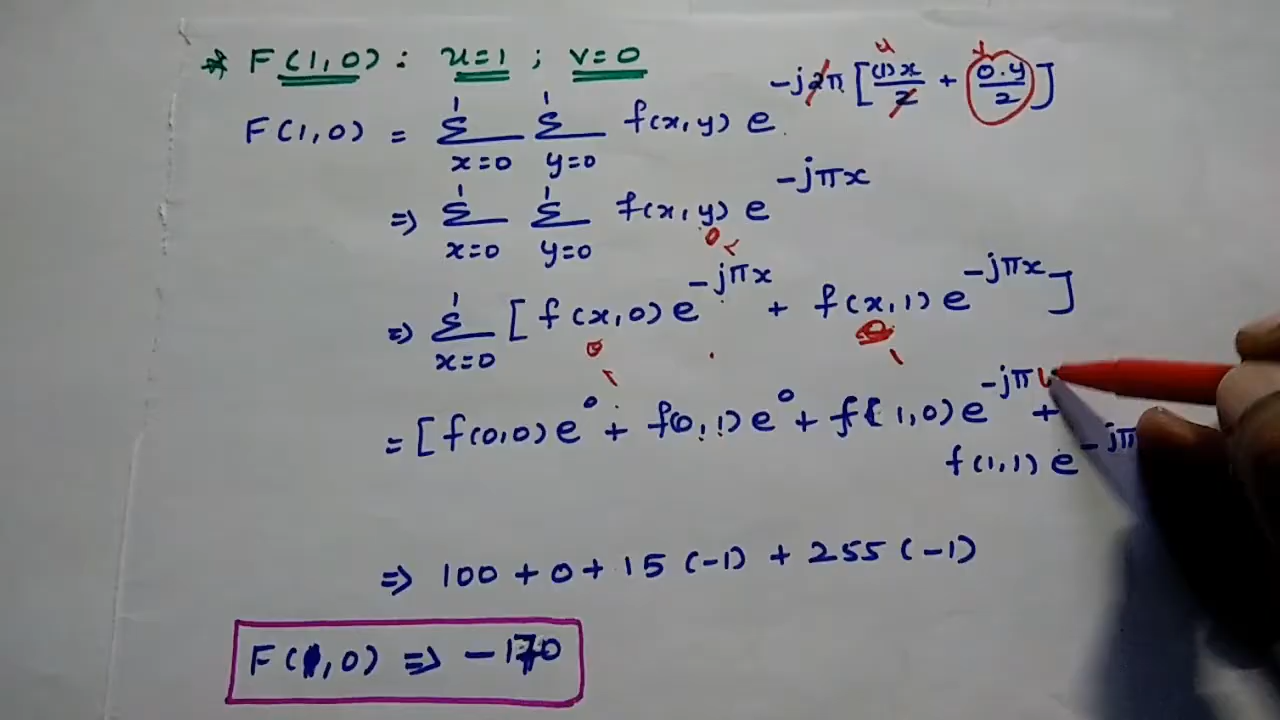 * F(1,0) : u=1 ; v=0
F(1,0) = Σ_{x=0}^{1} Σ_{y=0}^{1} f(x,y) e^{-j2π[(1)x/2 + 0.y/2]}
=> Σ_{x=0}^{1} Σ_{y=0}^{1} f(x,y) e^{-jπx}
=> Σ_{x=0}^{1} [f(x,0) e^{-jπx} + f(x,1) e^{-jπx}]
= [f(0,0) e^0 + f(0,1) e^0 + f(1,0) e^{-jπ} +
f(1,1) e^{-jπ}
=> 100 + 0 + 15 (-1) + 255 (-1)
F(1,0) => -170